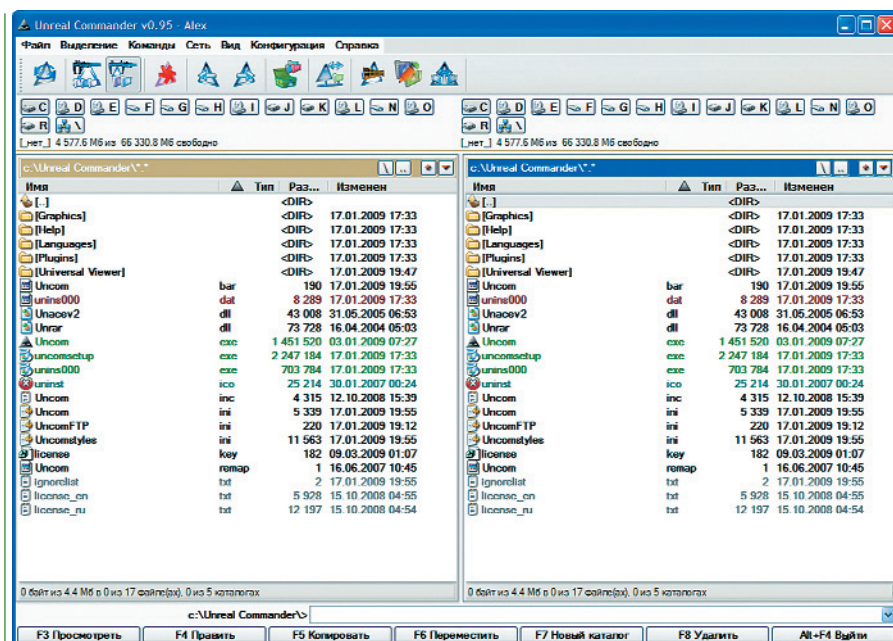 Unreal Commander v0.95 - Alex
Файл Выделение Команды Сеть Вид Конфигурация Справка
C D E F G H I J K L N O
R \
[_нет_] 4 577.6 Мб из 66 330.8 Мб свободно
c:\Unreal Commander\*.* \ ..
Имя Тип Раз... Изменен
[..] <DIR>
[Graphics] <DIR> 17.01.2009 17:33
[Help] <DIR> 17.01.2009 17:33
[Languages] <DIR> 17.01.2009 17:33
[Plugins] <DIR> 17.01.2009 17:33
[Universal Viewer] <DIR> 17.01.2009 19:47
Uncom bar 190 17.01.2009 19:55
unins000 dat 8 289 17.01.2009 17:33
Unacev2 dll 43 008 31.05.2005 06:53
Unrar dll 73 728 16.04.2004 05:03
Uncom exe 1 451 520 03.01.2009 07:27
uncomsetup exe 2 247 184 17.01.2009 17:33
unins000 exe 703 784 17.01.2009 17:33
uninst ico 25 214 30.01.2007 00:24
Uncom inc 4 315 12.10.2008 15:39
Uncom ini 5 339 17.01.2009 19:55
UncomFTP ini 220 17.01.2009 19:12
Uncomstyles ini 11 563 17.01.2009 19:55
license key 182 09.03.2009 01:07
Uncom remap 1 16.06.2007 10:45
ignorelist txt 2 17.01.2009 19:55
license_en txt 5 928 15.10.2008 04:55
license_ru txt 12 197 15.10.2008 04:54
0 байт из 4.4 Мб в 0 из 17 файле(ах). 0 из 5 каталогах
C D E F G H I J K L N O
R \
[_нет_] 4 577.6 Мб из 66 330.8 Мб свободно
c:\Unreal Commander\*.* \ ..
Имя Тип Раз... Изменен
[..] <DIR>
[Graphics] <DIR> 17.01.2009 17:33
[Help] <DIR> 17.01.2009 17:33
[Languages] <DIR> 17.01.2009 17:33
[Plugins] <DIR> 17.01.2009 17:33
[Universal Viewer] <DIR> 17.01.2009 19:47
Uncom bar 190 17.01.2009 19:55
unins000 dat 8 289 17.01.2009 17:33
Unacev2 dll 43 008 31.05.2005 06:53
Unrar dll 73 728 16.04.2004 05:03
Uncom exe 1 451 520 03.01.2009 07:27
uncomsetup exe 2 247 184 17.01.2009 17:33
unins000 exe 703 784 17.01.2009 17:33
uninst ico 25 214 30.01.2007 00:24
Uncom inc 4 315 12.10.2008 15:39
Uncom ini 5 339 17.01.2009 19:55
UncomFTP ini 220 17.01.2009 19:12
Uncomstyles ini 11 563 17.01.2009 19:55
license key 182 09.03.2009 01:07
Uncom remap 1 16.06.2007 10:45
ignorelist txt 2 17.01.2009 19:55
license_en txt 5 928 15.10.2008 04:55
license_ru txt 12 197 15.10.2008 04:54
0 байт из 4.4 Мб в 0 из 17 файле(ах). 0 из 5 каталогах
c:\Unreal Commander\>
F3 Просмотреть F4 Править F5 Копировать F6 Переместить F7 Новый каталог F8 Удалить Alt+F4 Выйти